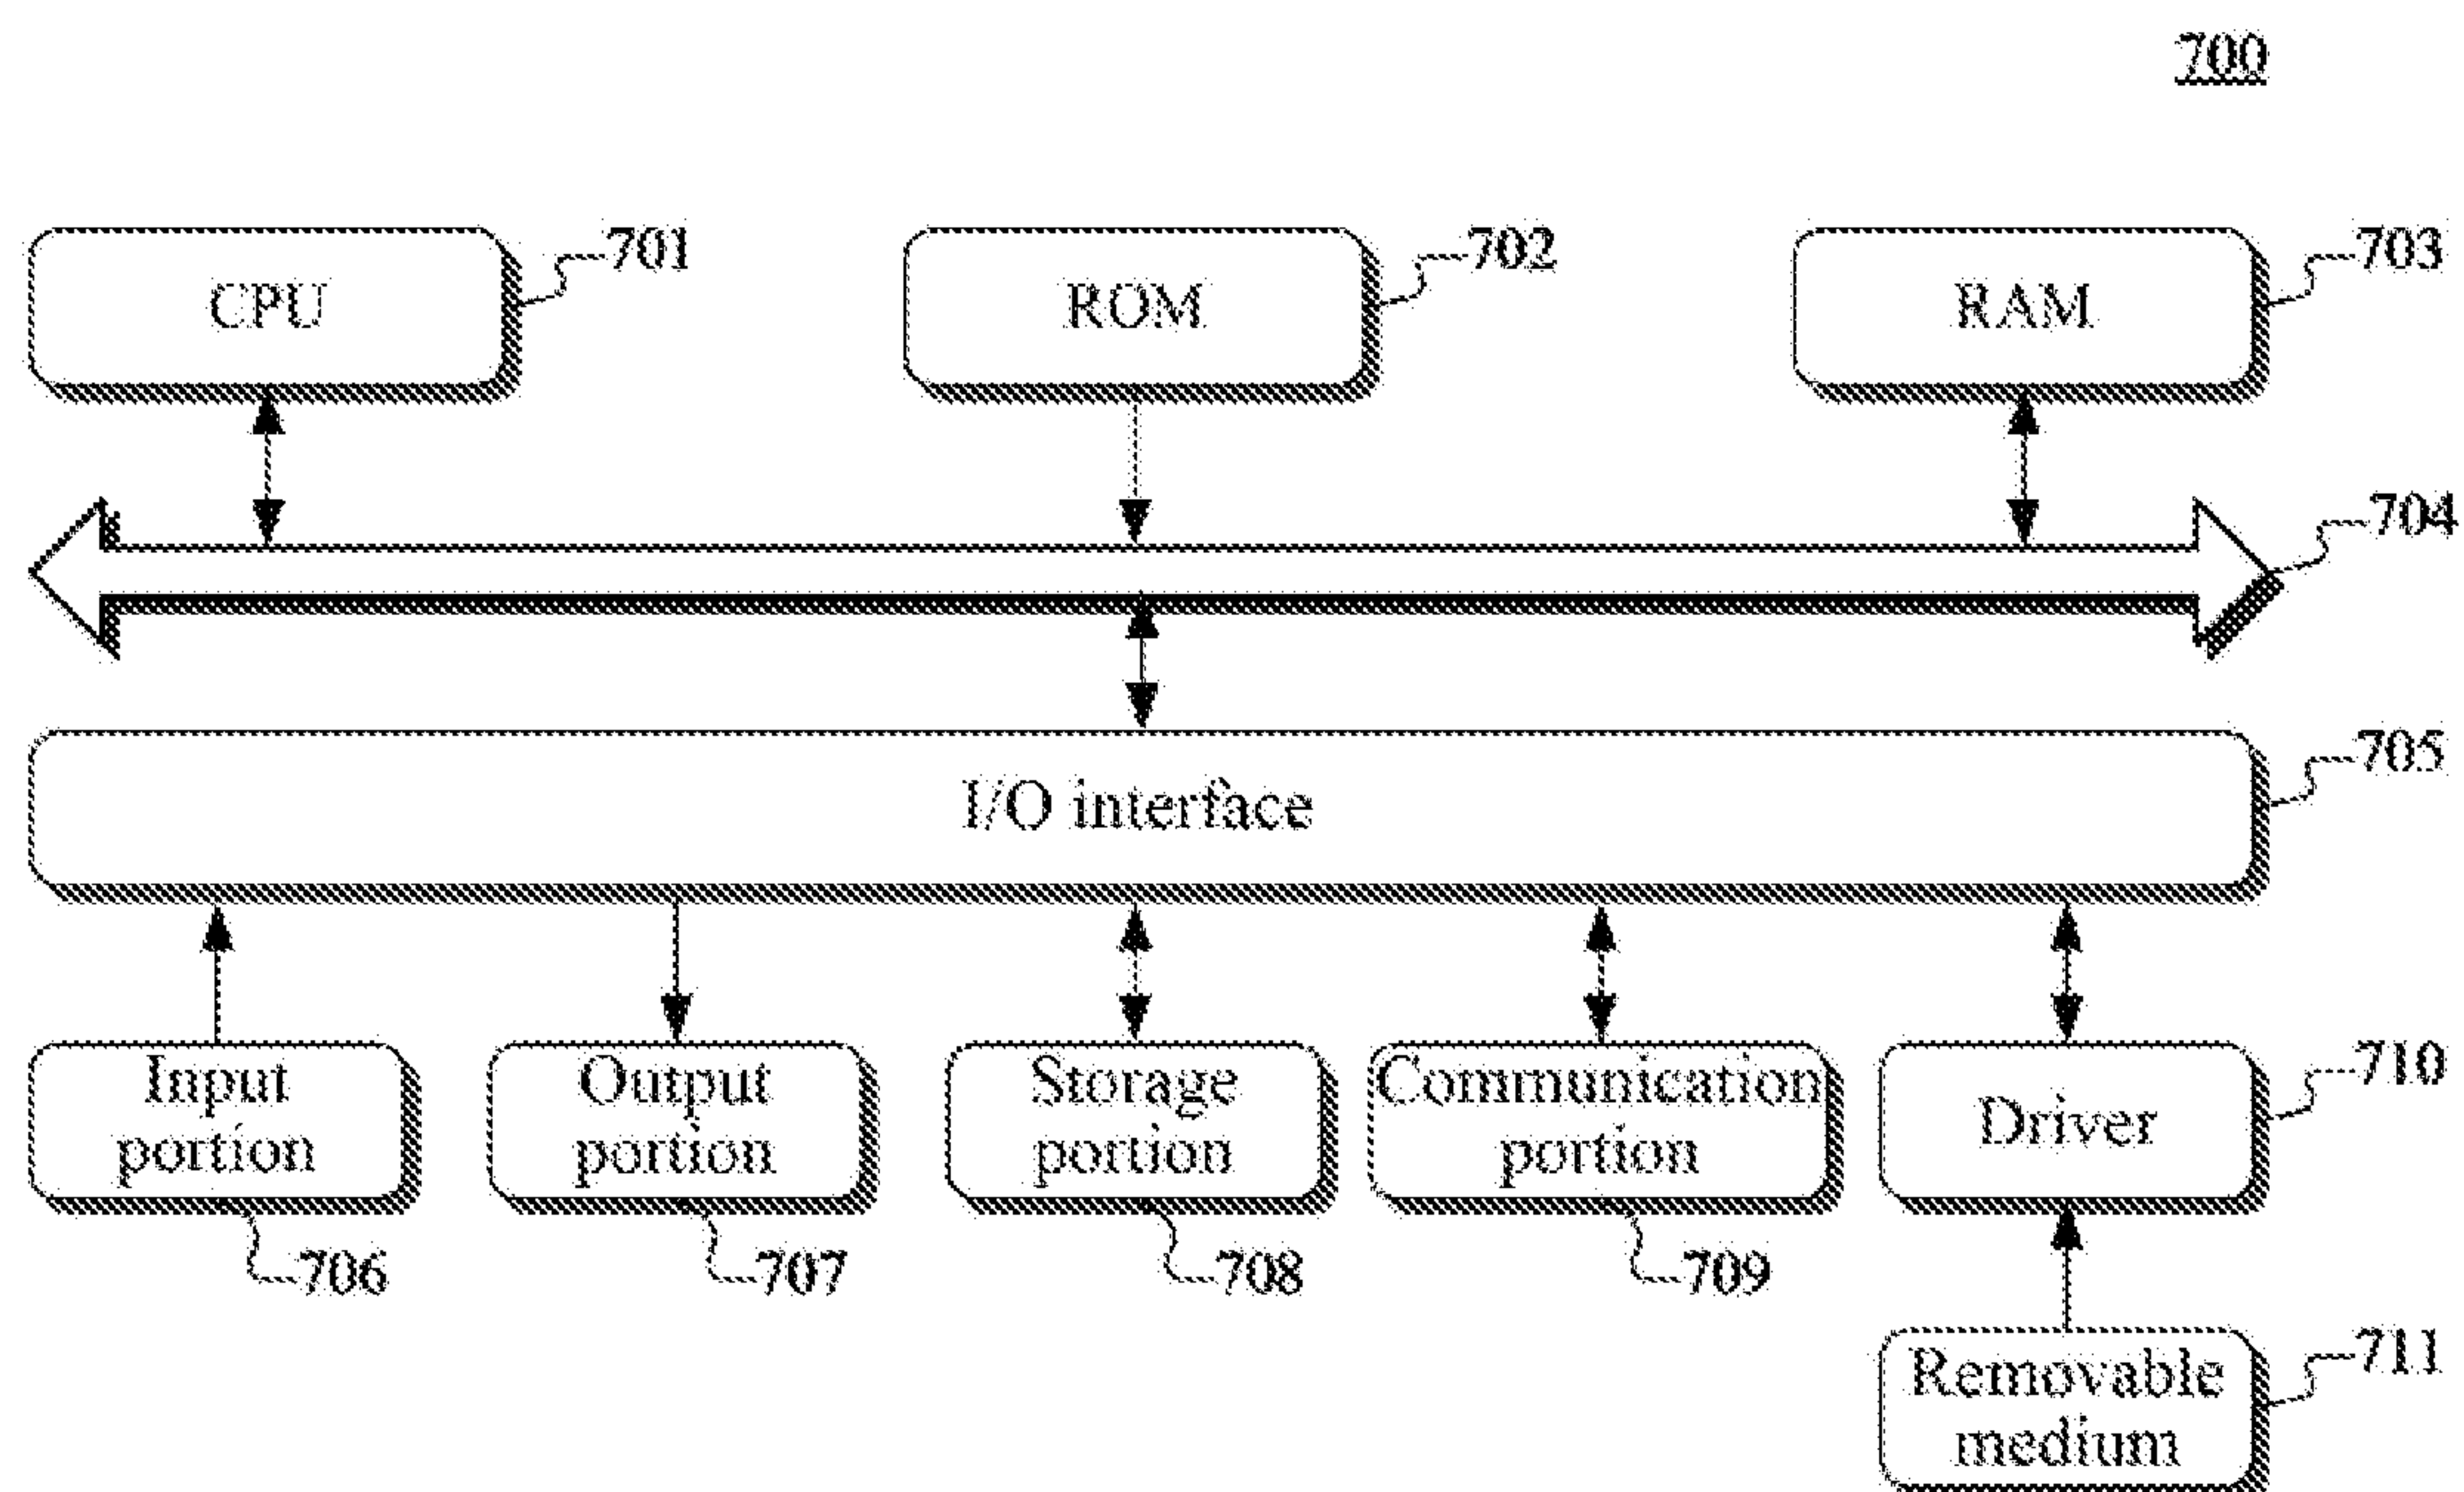 700
CPU
701
ROM
702
RAM
703
704
I/O interface
705
Input
portion
706
Output
portion
707
Storage
portion
708
Communication
portion
709
Driver
710
Removable
medium
711